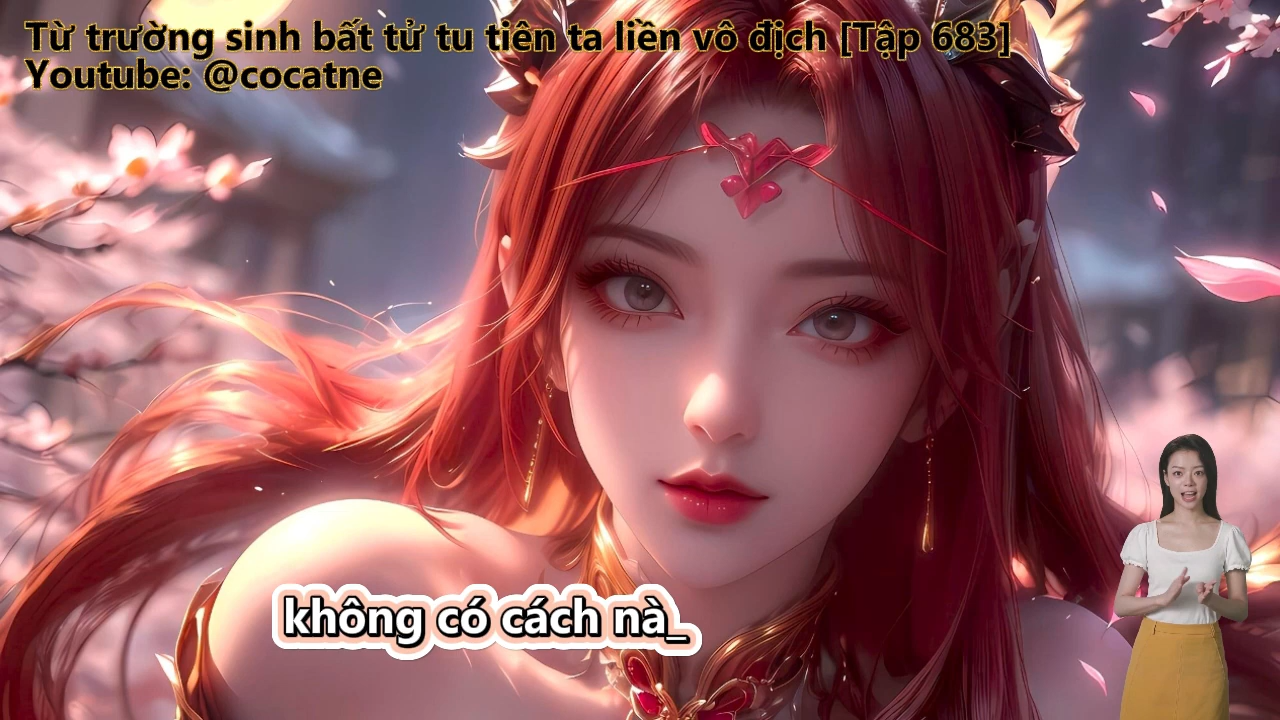 Từ trường sinh bất tử tu tiên ta liền vô địch [Tập 683]
Youtube: @cocatne
không có cách nà_